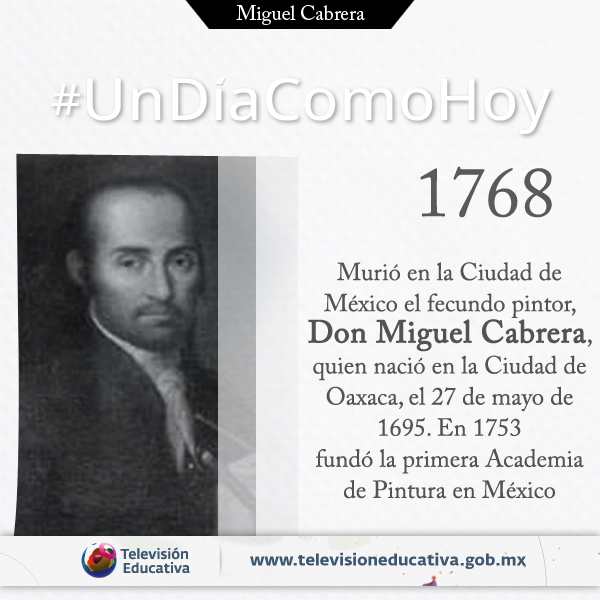 Miguel Cabrera
#UnDíaComoHoy
1768
Murió en la Ciudad de
México el fecundo pintor,
Don Miguel Cabrera,
quien nació en la Ciudad de
Oaxaca, el 27 de mayo de
1695. En 1753
fundó la primera Academia
de Pintura en México
Televisión
Educativa
www.televisioneducativa.gob.mx